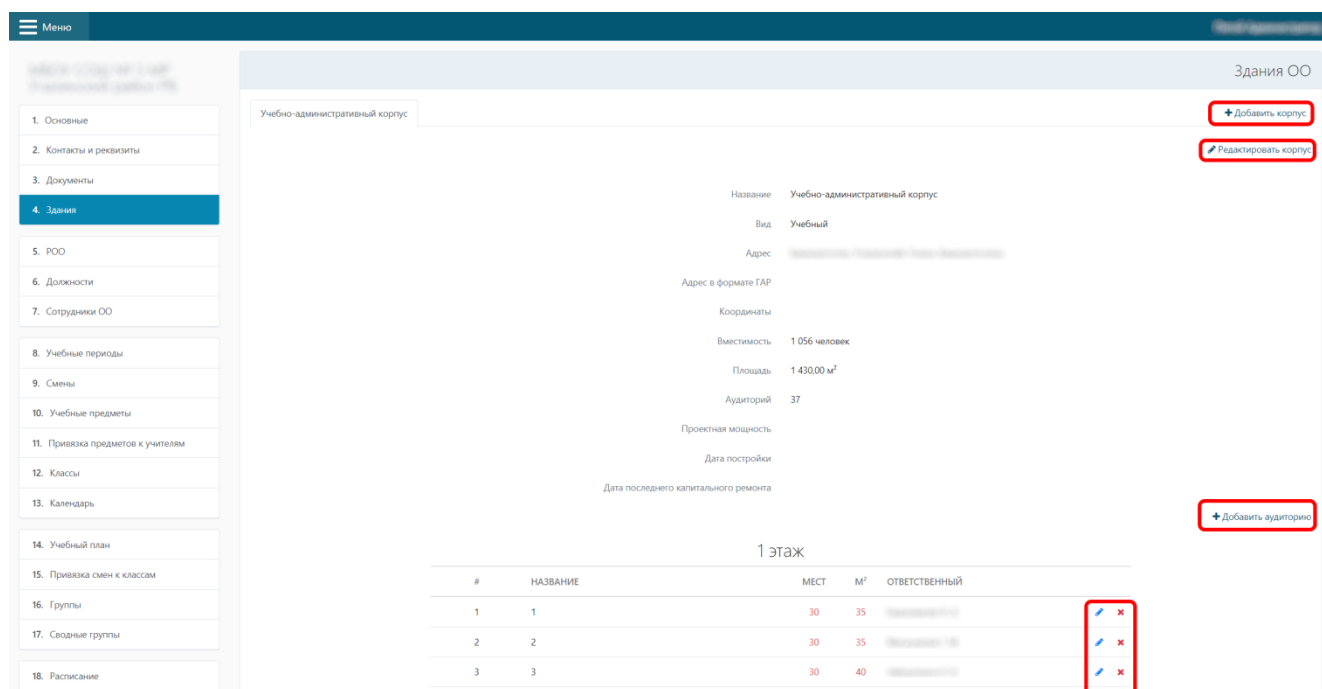 Меню
Здания ОО
1. Основные
2. Контакты и реквизиты
3. Документы
4. Здания
5. РОО
6. Должности
7. Сотрудники ОО
8. Учебные периоды
9. Смены
10. Учебные предметы
11. Привязка предметов к учителям
12. Классы
13. Календарь
14. Учебный план
15. Привязка смен к классам
16. Группы
17. Сводные группы
18. Расписание
Учебно-административный корпус
+ Добавить корпус
Редактировать корпус
Название Учебно-административный корпус
Вид Учебный
Адрес
Адрес в формате ГАР
Координаты
Вместимость 1 056 человек
Площадь 1 430,00 м²
Аудиторий 37
Проектная мощность
Дата постройки
Дата последнего капитального ремонта
+ Добавить аудиторию
1 этаж
# НАЗВАНИЕ МЕСТ М² ОТВЕТСТВЕННЫЙ
1 1 30 35
2 2 30 35
3 3 30 40